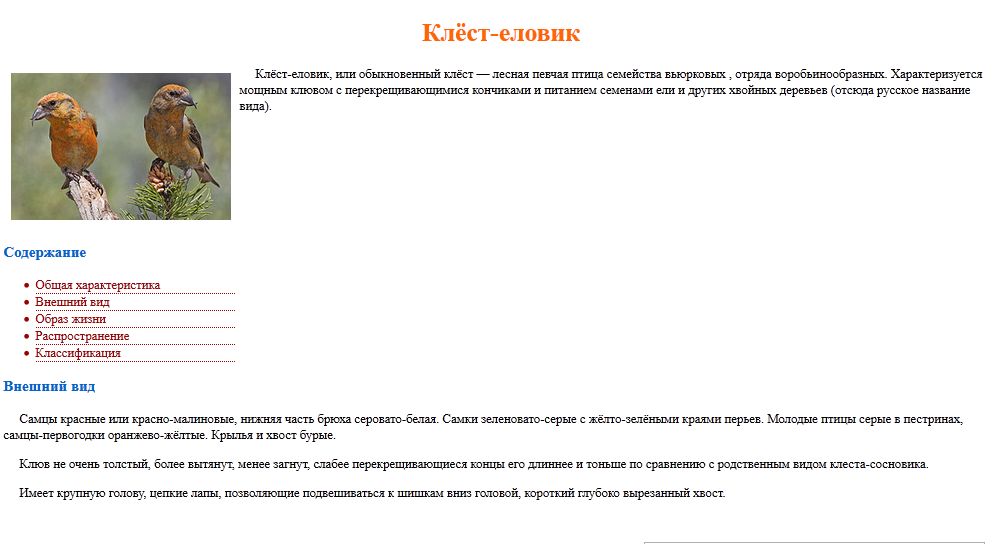 Клёст-еловик
Клёст-еловик, или обыкновенный клёст — лесная певчая птица семейства вьюрковых , отряда воробьинообразных. Характеризуется
мощным клювом с перекрещивающимися кончиками и питанием семенами ели и других хвойных деревьев (отсюда русское название
вида).
Содержание
Общая характеристика
Внешний вид
Образ жизни
Распространение
Классификация
Внешний вид
Самцы красные или красно-малиновые, нижняя часть брюха серовато-белая. Самки зеленовато-серые с жёлто-зелёными краями перьев. Молодые птицы серые в пестринах,
самцы-первогодки оранжево-жёлтые. Крылья и хвост бурые.
Клюв не очень толстый, более вытянут, менее загнут, слабее перекрещивающиеся концы его длиннее и тоньше по сравнению с родственным видом клеста-сосновика.
Имеет крупную голову, цепкие лапы, позволяющие подвешиваться к шишкам вниз головой, короткий глубоко вырезанный хвост.